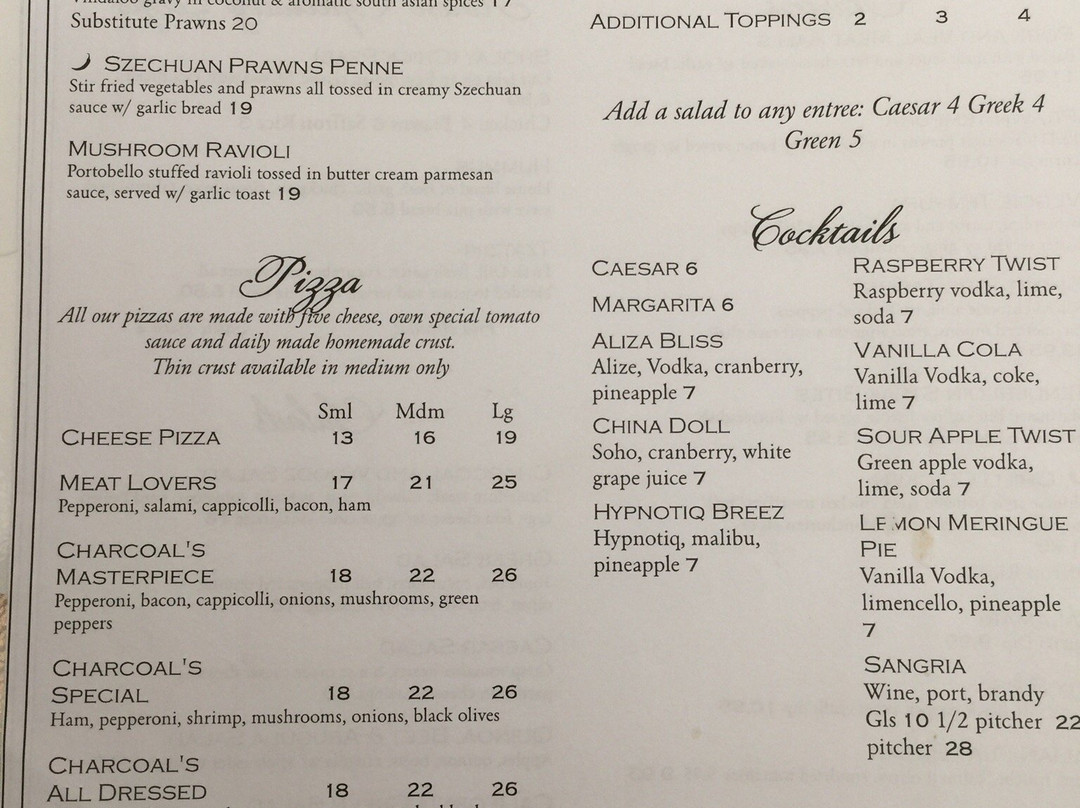 Vindaloo gravy in coconut & aromatic south asian spices 17
Substitute Prawns 20
SZECHUAN PRAWNS PENNE
Stir fried vegetables and prawns all tossed in creamy Szechuan
sauce w/ garlic bread 19
MUSHROOM RAVIOLI
Portobello stuffed ravioli tossed in butter cream parmesan
sauce, served w/ garlic toast 19
Pizza
All our pizzas are made with five cheese, own special tomato
sauce and daily made homemade crust.
Thin crust available in medium only
Sml Mdm Lg
CHEESE PIZZA 13 16 19
MEAT LOVERS 17 21 25
Pepperoni, salami, cappicolli, bacon, ham
CHARCOAL'S
MASTERPIECE 18 22 26
Pepperoni, bacon, cappicolli, onions, mushrooms, green
peppers
CHARCOAL'S
SPECIAL 18 22 26
Ham, pepperoni, shrimp, mushrooms, onions, black olives
CHARCOAL'S
ALL DRESSED 18 22 26
ADDITIONAL TOPPINGS 2 3 4
Add a salad to any entree: Caesar 4 Greek 4
Green 5
Cocktails
CAESAR 6
MARGARITA 6
ALIZA BLISS
Alize, Vodka, cranberry,
pineapple 7
CHINA DOLL
Soho, cranberry, white
grape juice 7
HYPNOTIQ BREEZ
Hypnotiq, malibu,
pineapple 7
RASPBERRY TWIST
Raspberry vodka, lime,
soda 7
VANILLA COLA
Vanilla Vodka, coke,
lime 7
SOUR APPLE TWIST
Green apple vodka,
lime, soda 7
LEMON MERINGUE
PIE
Vanilla Vodka,
limencello, pineapple
7
SANGRIA
Wine, port, brandy
Gls 10 1/2 pitcher 22
pitcher 28